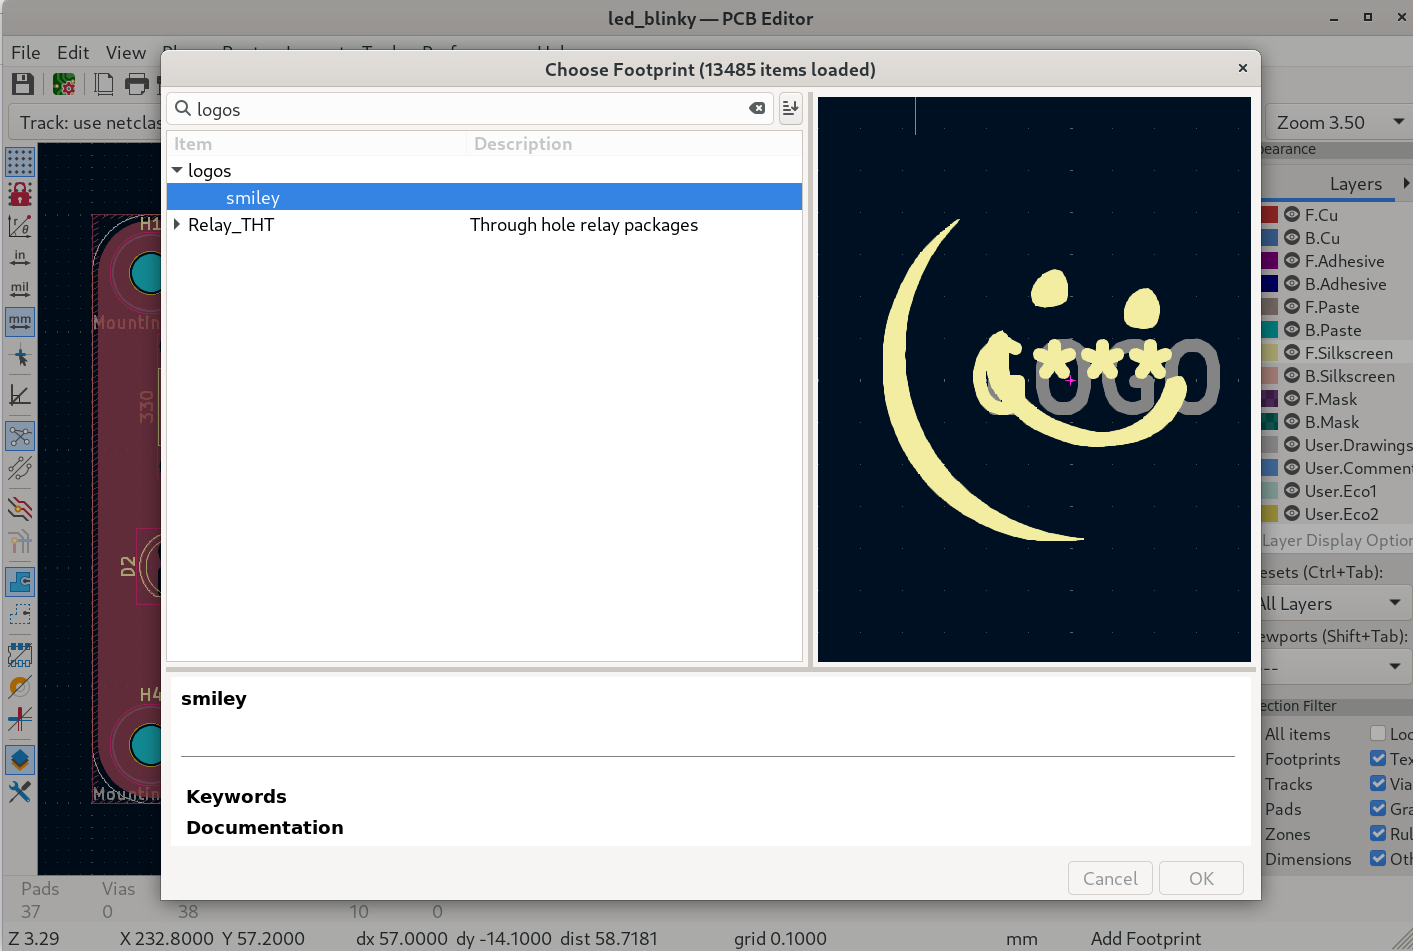 led_blinky — PCB Editor
File Edit View
Choose Footprint (13485 items loaded)
logos
Track: use netclas
Zoom 3.50
Item Description
pearance
logos
Layers
smiley
Relay_THT Through hole relay packages
F.Cu
B.Cu
F.Adhesive
B.Adhesive
F.Paste
B.Paste
F.Silkscreen
B.Silkscreen
F.Mask
B.Mask
User.Drawings
User.Commen
User.Eco1
User.Eco2
in
mil
mm
H1
Mountin
330
D2
H4
Mountin
G***
LOGO
Layer Display Option
esets (Ctrl+Tab):
All Layers
ewports (Shift+Tab):
---
ection Filter
All items Loc
Footprints Tex
Tracks Via
Pads Gra
Zones Rul
Dimensions Oth
smiley
Keywords
Documentation
Cancel OK
Pads Vias
37 0 38 10 0
Z 3.29 X 232.8000 Y 57.2000 dx 57.0000 dy -14.1000 dist 58.7181 grid 0.1000 mm Add Footprint